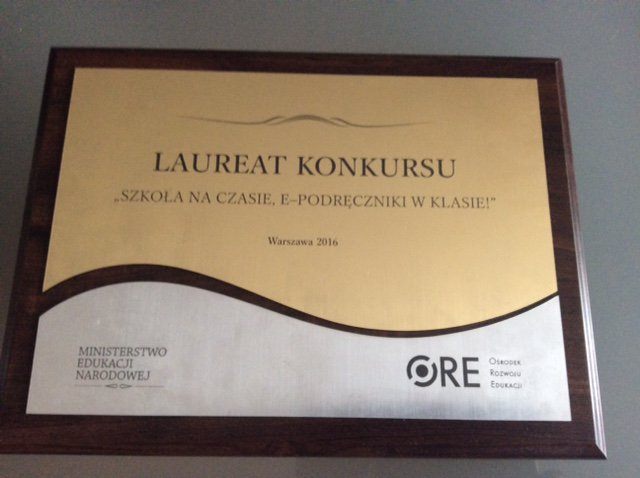 LAUREAT KONKURSU
„SZKOŁA NA CZASIE, E–PODRĘCZNIKI W KLASIE!”
Warszawa 2016
MINISTERSTWO
EDUKACJI
NARODOWEJ
ORE
Ośrodek
Rozwoju
Edukacji